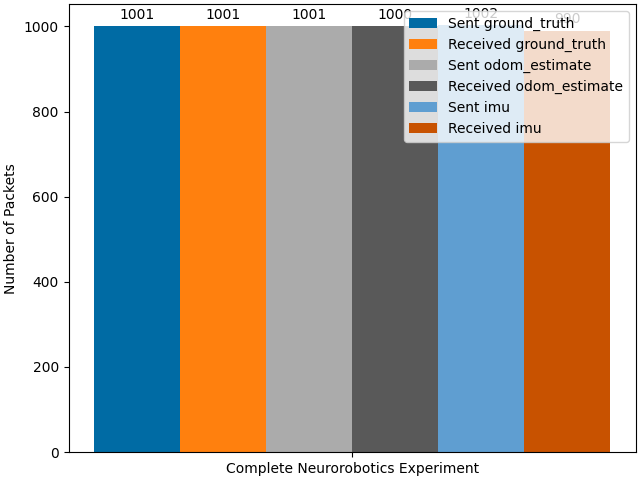 1001 1001 1001 1000 1002 990
Sent ground_truth
Received ground_truth
Sent odom_estimate
Received odom_estimate
Sent imu
Received imu
1000
800
600
400
200
0
Number of Packets
Complete Neurorobotics Experiment